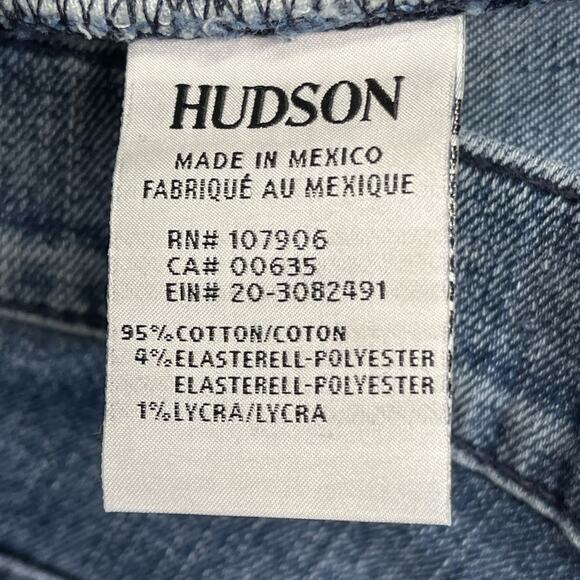 HUDSON
MADE IN MEXICO
FABRIQUÉ AU MEXIQUE
RN# 107906
CA# 00635
EIN# 20-3082491
95% COTTON/COTON
4% ELASTERELL-POLYESTER
ELASTERELL-POLYESTER
1% LYCRA/LYCRA